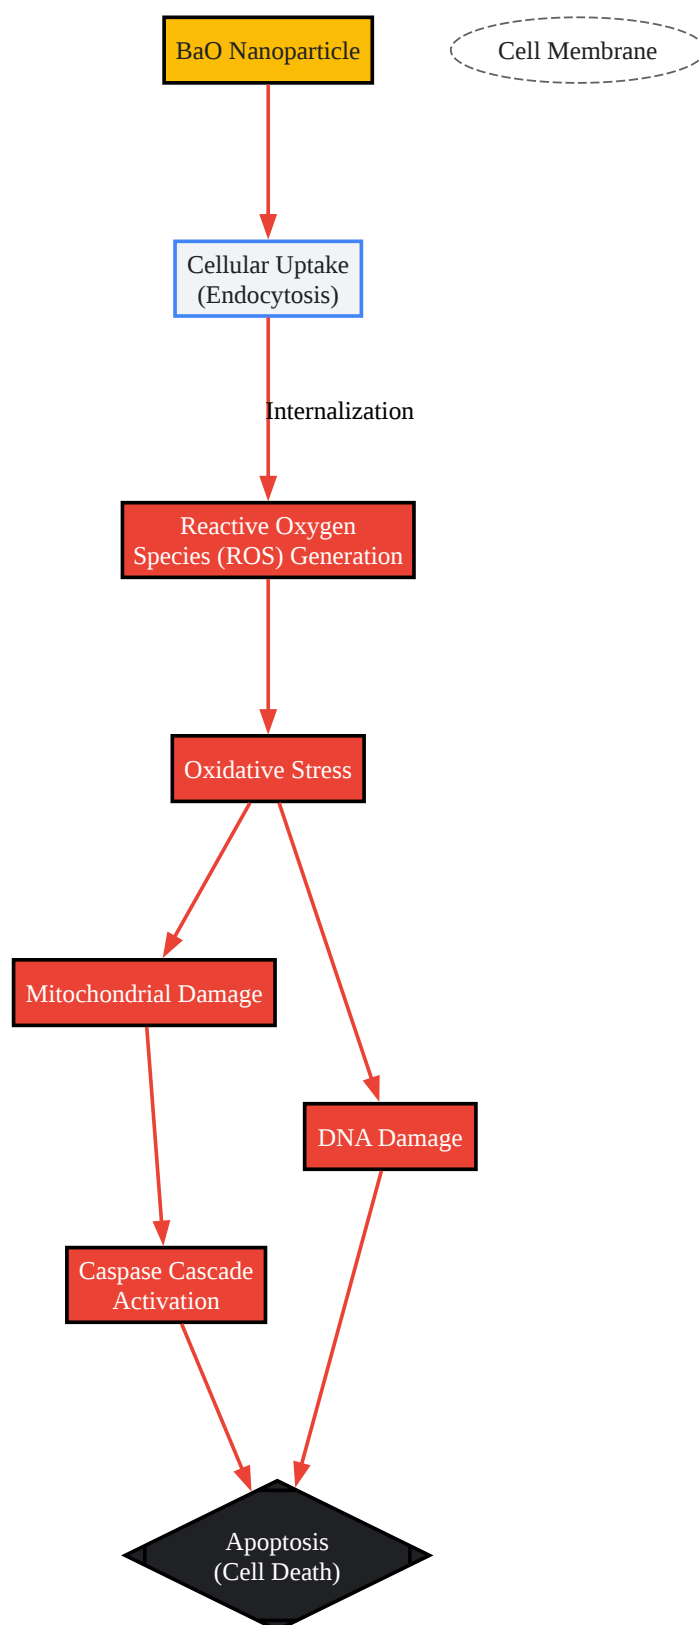 BaO Nanoparticle
Cell Membrane
Cellular Uptake
(Endocytosis)
Internalization
Reactive Oxygen
Species (ROS) Generation
Oxidative Stress
Mitochondrial Damage
DNA Damage
Caspase Cascade
Activation
Apoptosis
(Cell Death)